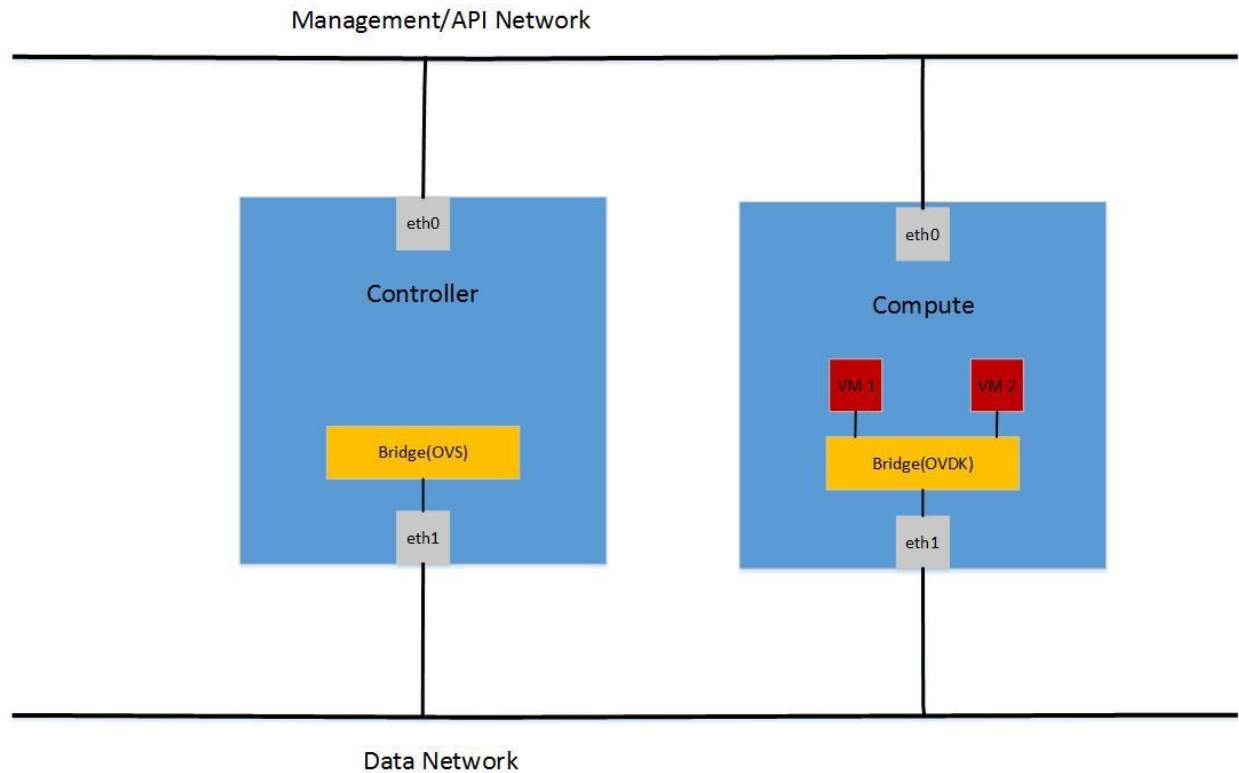 Management/API Network
eth0
eth0
Controller
Compute
VM 1
VM 2
Bridge(OVS)
Bridge(OVDK)
eth1
eth1
Data Network